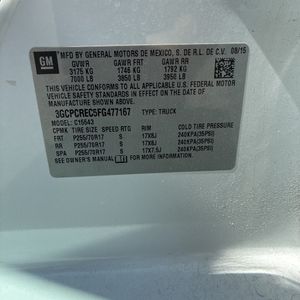 GM
MFD BY GENERAL MOTORS DE MEXICO, S. DE R.L. DE C.V. 08/15
GVWR GAWR FRT GAWR RR
3175 KG 1746 KG 1792 KG
7000 LB 3850 LB 3950 LB
THIS VEHICLE CONFORMS TO ALL APPLICABLE U.S. FEDERAL MOTOR
VEHICLE SAFETY STANDARDS IN EFFECT ON THE DATE OF
MANUFACTURE SHOWN ABOVE.
3GCPCREC5FG477167 TYPE: TRUCK
MODEL: C15543
TIRE SIZE SPEED RTG RIM COLD TIRE PRESSURE
FRT P255/70R17 S 17X8J 240KPA(35PSI)
RR P255/70R17 S 17X8J 240KPA(35PSI)
SPA P255/70R17 S 17X7.5J 240KPA(35PSI)
SEE OWNER'S MANUAL FOR MORE INFORMATION.